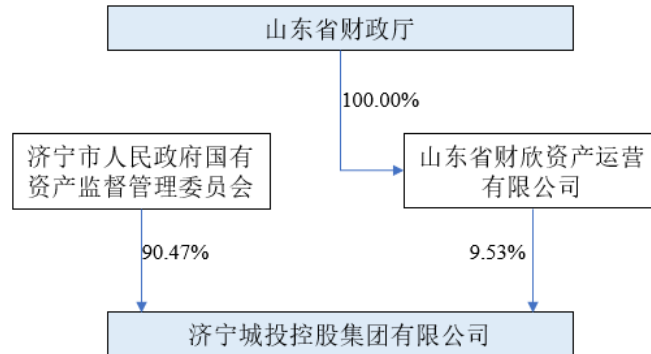 山东省财政厅
100.00%
济宁市人民政府国有
资产监督管理委员会
山东省财欣资产运营
有限公司
90.47%
9.53%
济宁城投控股集团有限公司